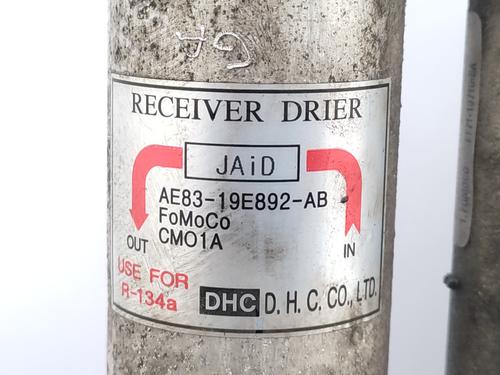 RECEIVER DRIER
JAiD
AE83-19E892-AB
FoMoCo
CM01A
OUT
IN
USE FOR
R-134a
DHC D.H.C. CO., LTD.